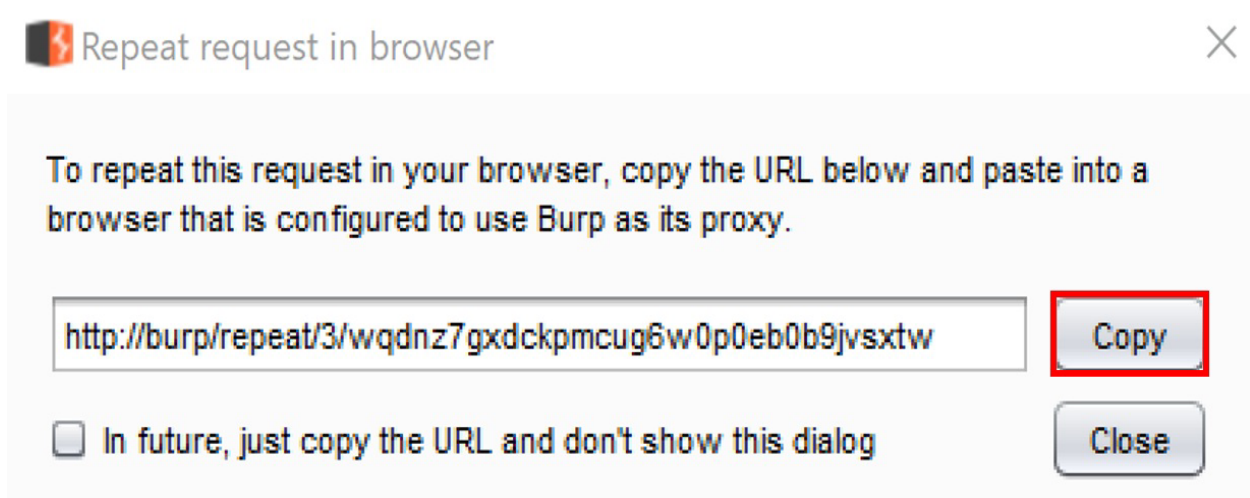 Repeat request in browser
To repeat this request in your browser, copy the URL below and paste into a
browser that is configured to use Burp as its proxy.
http://burp/repeat/3/wqdnz7gxdckpmcug6w0p0eb0b9jvsxtw
Copy
In future, just copy the URL and don't show this dialog
Close